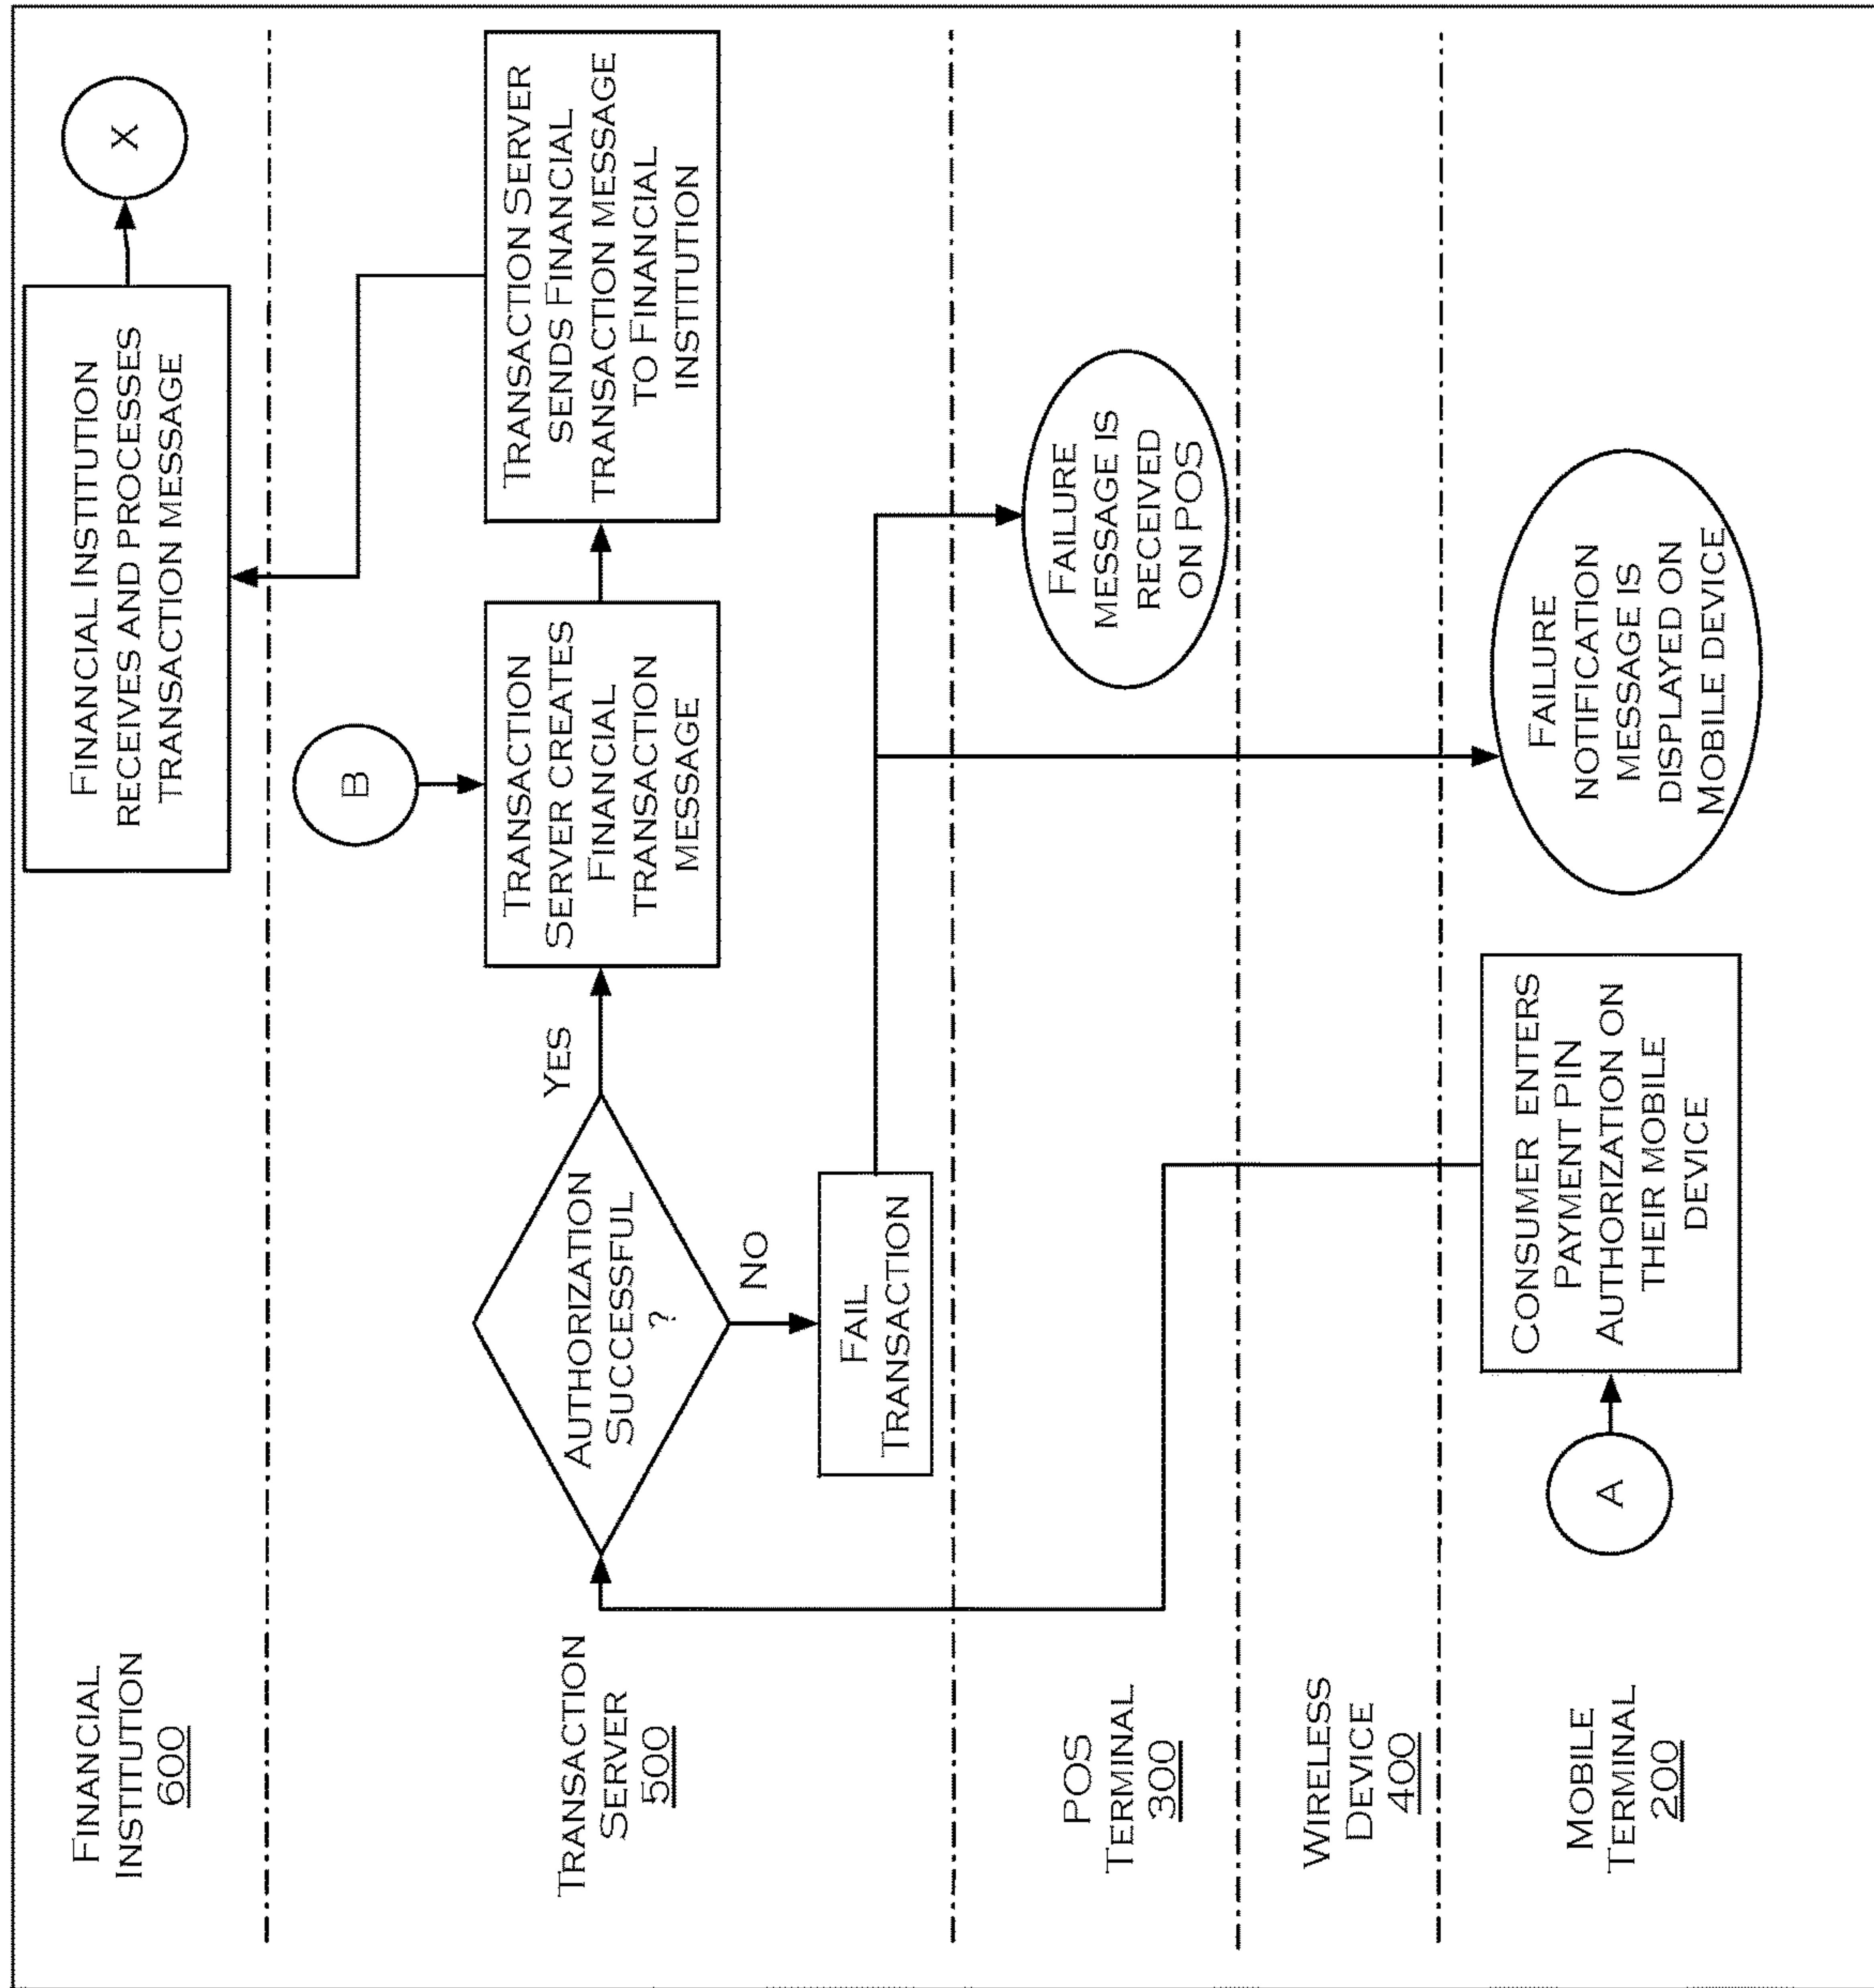 FINANCIAL
INSTITUTION
600
FINANCIAL INSTITUTION
RECEIVES AND PROCESSES
TRANSACTION MESSAGE
X
TRANSACTION
SERVER
500
AUTHORIZATION
SUCCESSFUL
?
YES
NO
FAIL
TRANSACTION
B
TRANSACTION
SERVER CREATES
FINANCIAL
TRANSACTION
MESSAGE
TRANSACTION SERVER
SENDS FINANCIAL
TRANSACTION MESSAGE
TO FINANCIAL
INSTITUTION
POS
TERMINAL
300
FAILURE
MESSAGE IS
RECEIVED
ON POS
WIRELESS
DEVICE
400
MOBILE
TERMINAL
200
A
CONSUMER ENTERS
PAYMENT PIN
AUTHORIZATION ON
THEIR MOBILE
DEVICE
FAILURE
NOTIFICATION
MESSAGE IS
DISPLAYED ON
MOBILE DEVICE